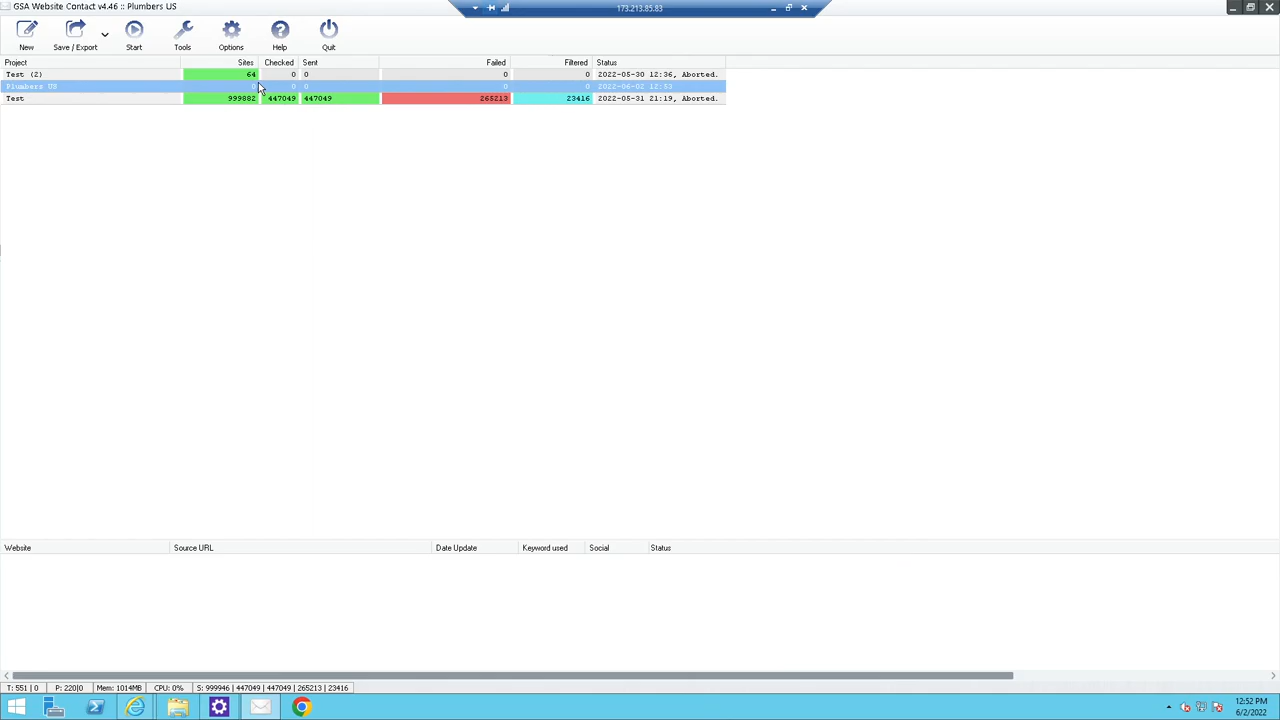 GSA Website Contact v4.46 :: Plumbers US
173.213.85.83
New Save / Export Start Tools Options Help Quit
Project Sites Checked Sent Failed Filtered Status
Test (2) 64 0 0 0 0 2022-05-30 12:36, Aborted.
Plumbers US 0 0 0 0 0 2022-06-02 12:53
Test 999882 447049 447049 265213 23416 2022-05-31 21:19, Aborted.
Website Source URL Date Update Keyword used Social Status
T: 551 | 0 P: 220|0 Mem: 1014MB CPU: 0% S: 999946 | 447049 | 447049 | 265213 | 23416
12:52 PM
6/2/2022